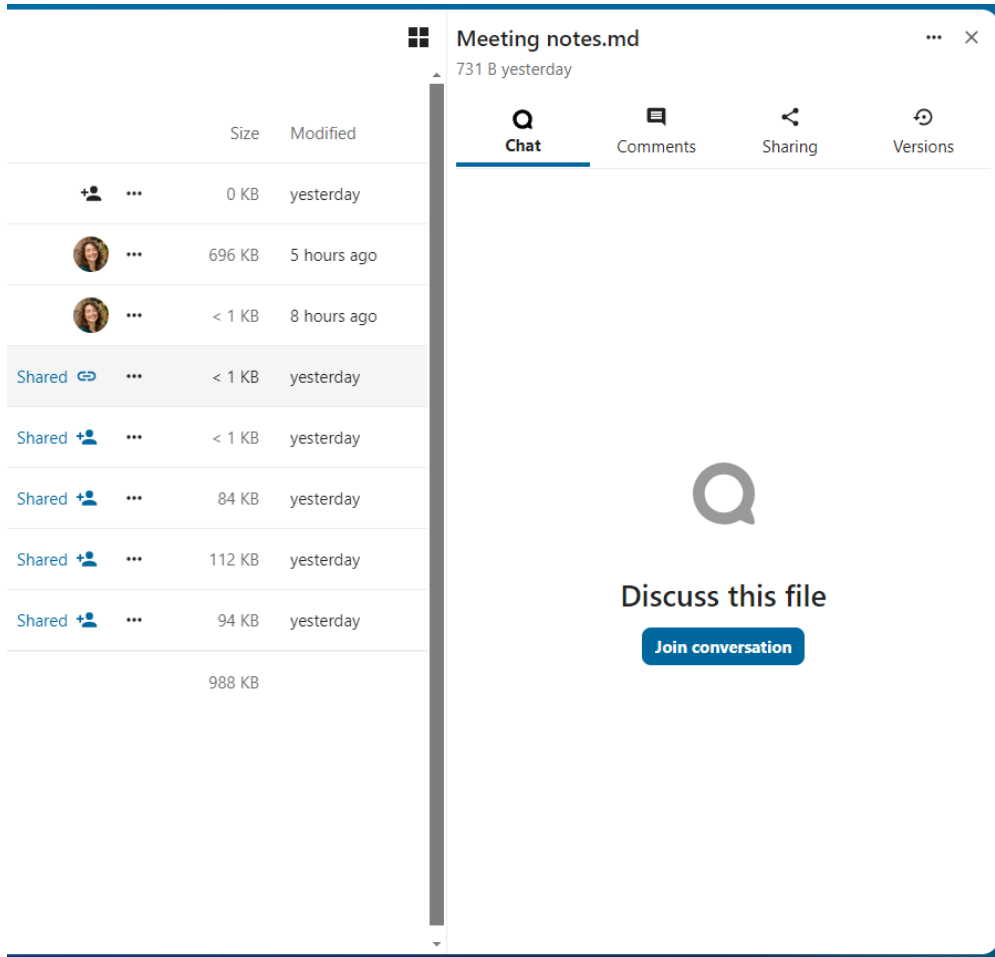 Meeting notes.md
731 B yesterday
Chat Comments Sharing Versions
Size Modified
0 KB yesterday
696 KB 5 hours ago
< 1 KB 8 hours ago
Shared < 1 KB yesterday
Shared < 1 KB yesterday
Shared 84 KB yesterday
Shared 112 KB yesterday
Shared 94 KB yesterday
988 KB
Discuss this file
Join conversation